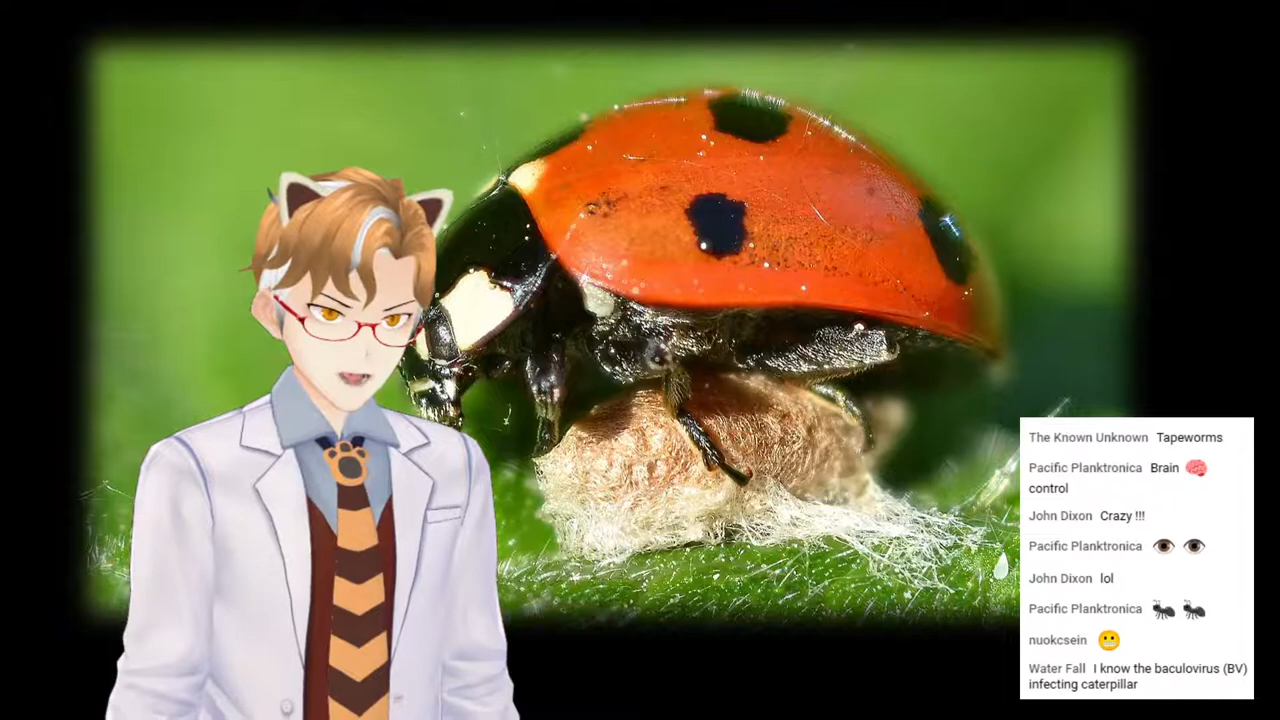 The Known Unknown Tapeworms
Pacific Planktronica Brain 🧠
control
John Dixon Crazy !!!
Pacific Planktronica 👁️ 👁️
John Dixon lol
Pacific Planktronica 🐜 🐜
nuokcsein 😬
Water Fall I know the baculovirus (BV)
infecting caterpillar